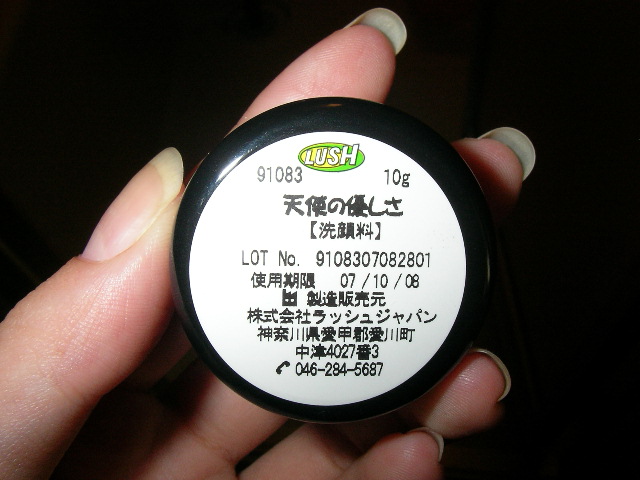 LUSH
91083 10g
天使の優しさ
【洗顔料】
LOT No. 9108307082801
使用期限 07/10/08
製造販売元
株式会社ラッシュジャパン
神奈川県愛甲郡愛川町
中津4027番3
046-284-5687